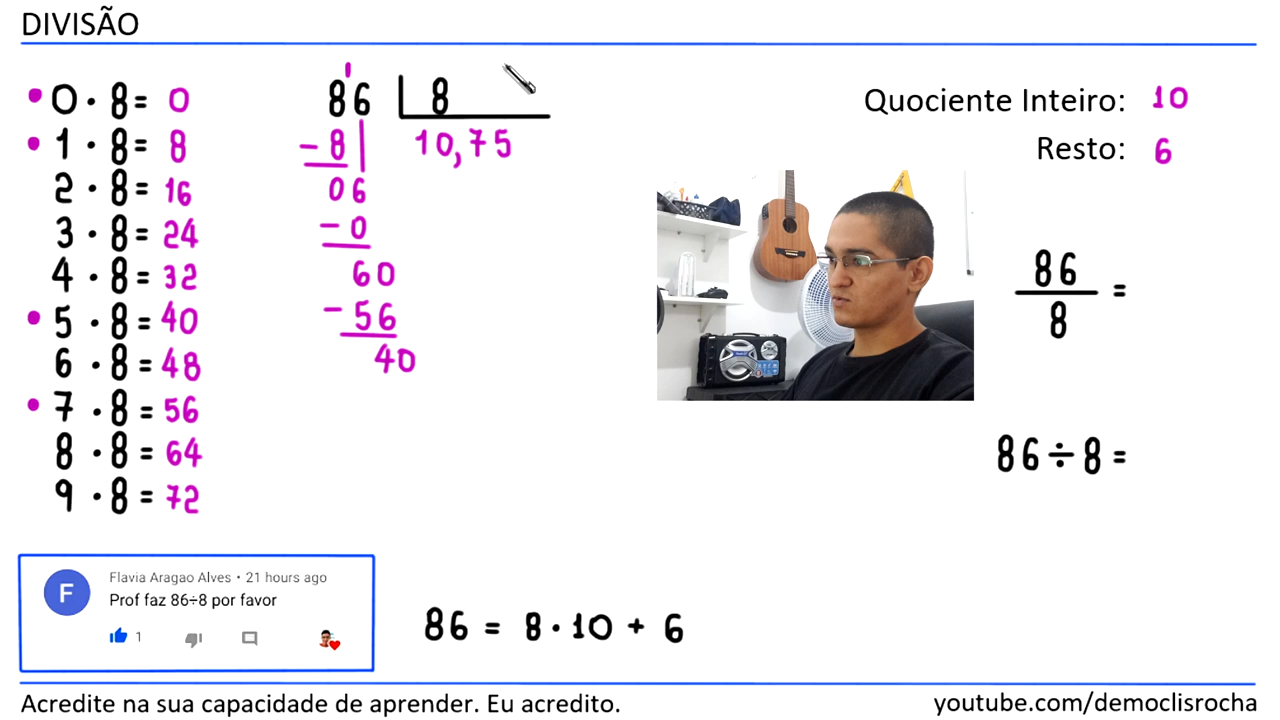 DIVISÃO
0 · 8 = 0
1 · 8 = 8
2 · 8 = 16
3 · 8 = 24
4 · 8 = 32
5 · 8 = 40
6 · 8 = 48
7 · 8 = 56
8 · 8 = 64
9 · 8 = 72
86 8
- 8 10,75
06
- 0
60
- 56
40
Quociente Inteiro: 10
Resto: 6
86
8 =
86 ÷ 8 =
F
Flavia Aragao Alves • 21 hours ago
Prof faz 86÷8 por favor
1
86 = 8 · 10 + 6
Acredite na sua capacidade de aprender. Eu acredito.
youtube.com/democlisrocha